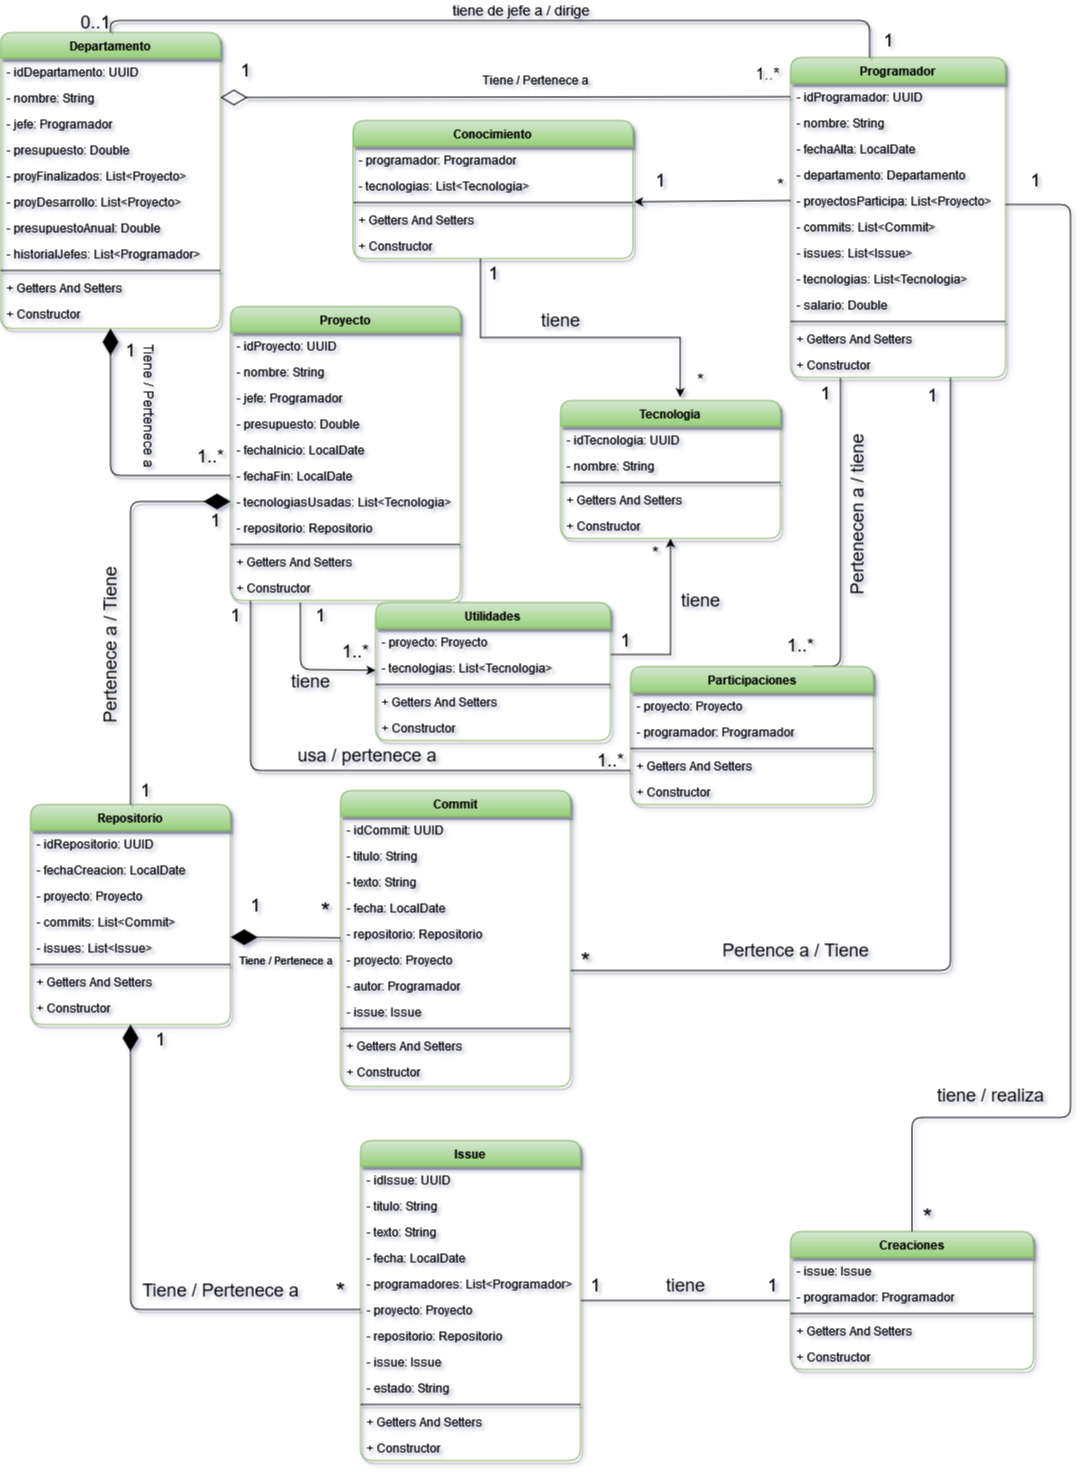 tiene de jefe a / dirige
0..1
1
Departamento
- idDepartamento: UUID
- nombre: String
- jefe: Programador
- presupuesto: Double
- proyFinalizados: List<Proyecto>
- proyDesarrollo: List<Proyecto>
- presupuestoAnual: Double
- historialJefes: List<Programador>
+ Getters And Setters
+ Constructor
1
Tiene / Pertenece a
1..*
Programador
- idProgramador: UUID
- nombre: String
- fechaAlta: LocalDate
- departamento: Departamento
- proyectosParticipa: List<Proyecto>
- commits: List<Commit>
- issues: List<Issue>
- tecnologias: List<Tecnologia>
- salario: Double
+ Getters And Setters
+ Constructor
Conocimiento
- programador: Programador
- tecnologias: List<Tecnologia>
+ Getters And Setters
+ Constructor
1
*
1
1
tiene
*
1
Tiene / Pertenece a
1..*
Proyecto
- idProyecto: UUID
- nombre: String
- jefe: Programador
- presupuesto: Double
- fechaInicio: LocalDate
- fechaFin: LocalDate
- tecnologiasUsadas: List<Tecnologia>
- repositorio: Repositorio
+ Getters And Setters
+ Constructor
Tecnologia
- idTecnologia: UUID
- nombre: String
+ Getters And Setters
+ Constructor
*
tiene
1
1
1
Pertenecen a / tiene
1..*
1
Pertenece a / Tiene
1
1
1
1..*
tiene
Utilidades
- proyecto: Proyecto
- tecnologias: List<Tecnologia>
+ Getters And Setters
+ Constructor
usa / pertenece a
1..*
Participaciones
- proyecto: Proyecto
- programador: Programador
+ Getters And Setters
+ Constructor
Repositorio
- idRepositorio: UUID
- fechaCreacion: LocalDate
- proyecto: Proyecto
- commits: List<Commit>
- issues: List<Issue>
+ Getters And Setters
+ Constructor
1
*
Tiene / Pertenece a
Commit
- idCommit: UUID
- titulo: String
- texto: String
- fecha: LocalDate
- repositorio: Repositorio
- proyecto: Proyecto
- autor: Programador
- issue: Issue
+ Getters And Setters
+ Constructor
*
Pertence a / Tiene
1
tiene / realiza
*
Tiene / Pertenece a
*
Issue
- idIssue: UUID
- titulo: String
- texto: String
- fecha: LocalDate
- programadores: List<Programador>
- proyecto: Proyecto
- repositorio: Repositorio
- issue: Issue
- estado: String
+ Getters And Setters
+ Constructor
1
tiene
1
Creaciones
- issue: Issue
- programador: Programador
+ Getters And Setters
+ Constructor